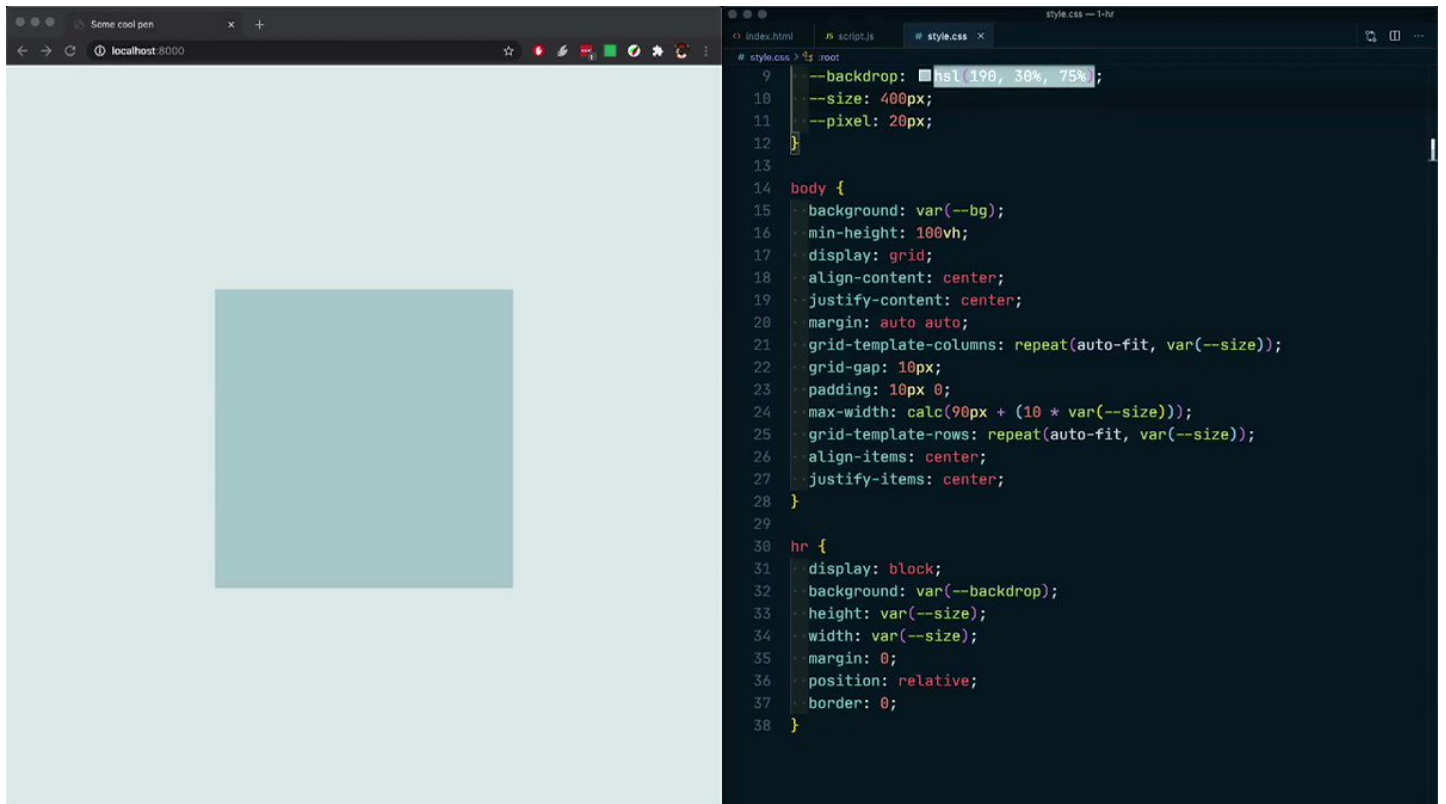 Some cool pen × +
localhost:8000
style.css — 1-hr
index.html JS script.js # style.css ×
# style.css > :root
9 --backdrop: hsl(190, 30%, 75%);
10 --size: 400px;
11 --pixel: 20px;
12 }
13
14 body {
15 background: var(--bg);
16 min-height: 100vh;
17 display: grid;
18 align-content: center;
19 justify-content: center;
20 margin: auto auto;
21 grid-template-columns: repeat(auto-fit, var(--size));
22 grid-gap: 10px;
23 padding: 10px 0;
24 max-width: calc(90px + (10 * var(--size)));
25 grid-template-rows: repeat(auto-fit, var(--size));
26 align-items: center;
27 justify-items: center;
28 }
29
30 hr {
31 display: block;
32 background: var(--backdrop);
33 height: var(--size);
34 width: var(--size);
35 margin: 0;
36 position: relative;
37 border: 0;
38 }